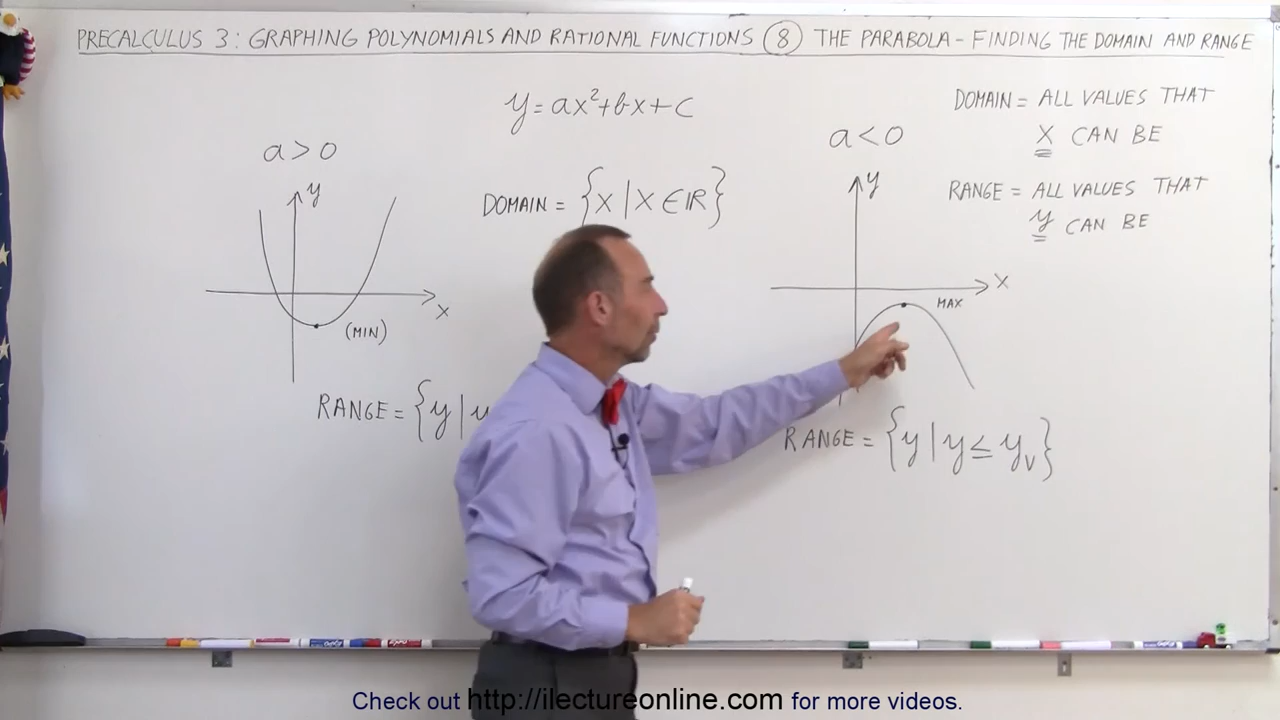 PRECALCULUS 3: GRAPHING POLYNOMIALS AND RATIONAL FUNCTIONS (8) THE PARABOLA - FINDING THE DOMAIN AND RANGE
y = ax²+bx+c
a > 0
y
x
(MIN)
DOMAIN = {x | x ∈ ℝ}
RANGE = {y |
a < 0
y
x
MAX
RANGE = {y | y ≤ yᵥ}
DOMAIN = ALL VALUES THAT
X CAN BE
RANGE = ALL VALUES THAT
y CAN BE
Check out http://ilectureonline.com for more videos.